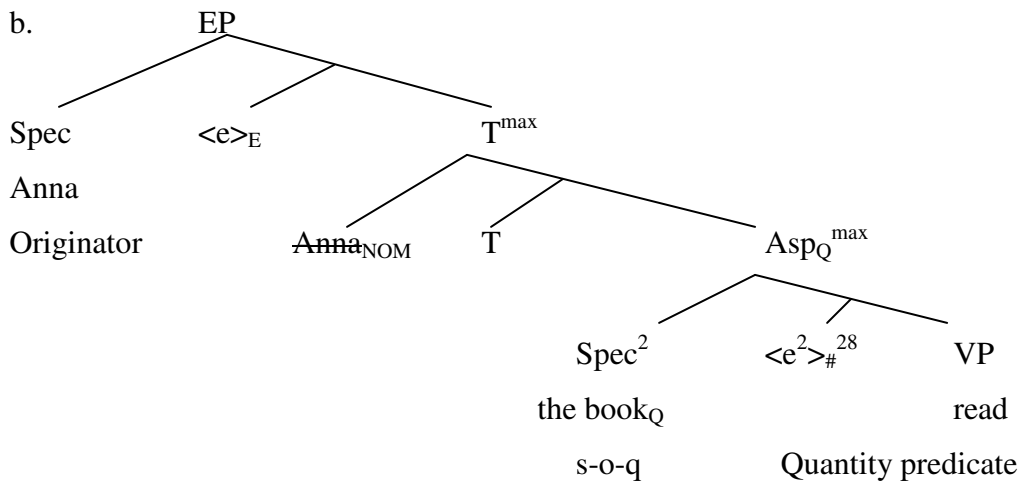 b. EP
Spec <e>E Tmax
Anna
Originator AnnaNOM T AspQmax
Spec2 <e2>#28 VP
the bookQ read
s-o-q Quantity predicate